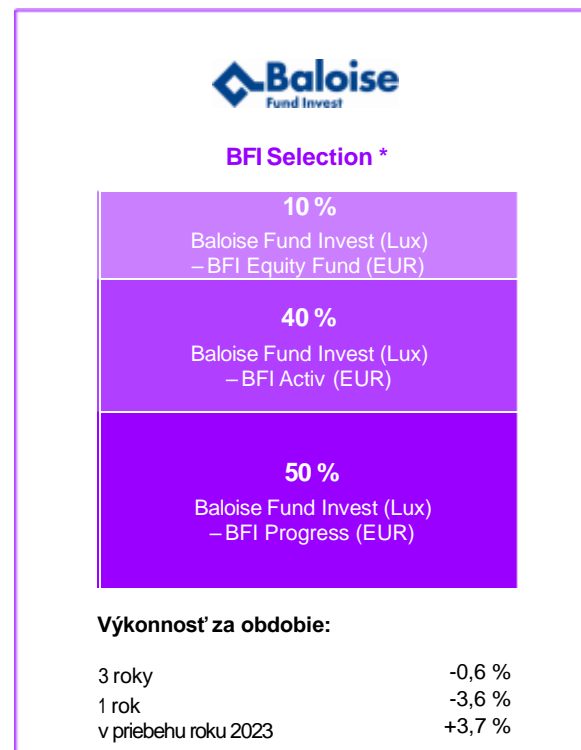 Baloise
Fund Invest
BFI Selection *
10 %
Baloise Fund Invest (Lux)
– BFI Equity Fund (EUR)
40 %
Baloise Fund Invest (Lux)
– BFI Activ (EUR)
50 %
Baloise Fund Invest (Lux)
– BFI Progress (EUR)
Výkonnosť za obdobie:
3 roky -0,6 %
1 rok -3,6 %
v priebehu roku 2023 +3,7 %